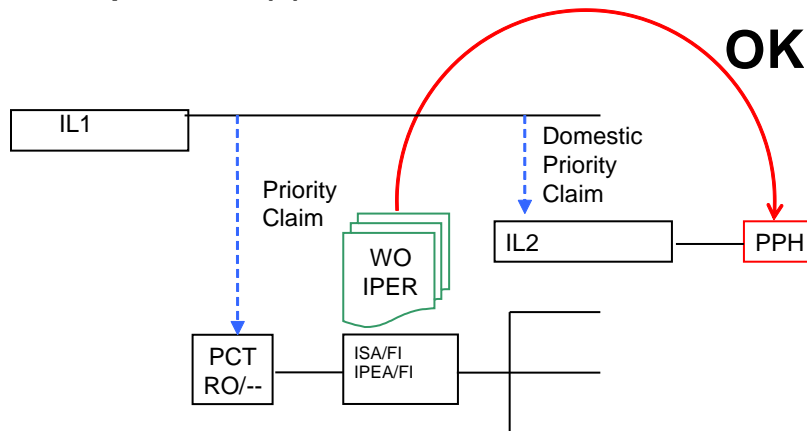 OK
IL1
Domestic
Priority
Claim
Priority
Claim
WO
IPER
IL2
PPH
PCT
RO/--
ISA/FI
IPEA/FI